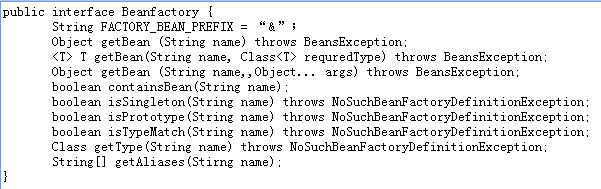 public interface Beanfactory {
String FACTORY_BEAN_PREFIX = “&”;
Object getBean (String name) throws BeansException;
<T> T getBean(String name, Class<T> requredType) throws BeansException;
Object getBean (String name,,Object... args) throws BeansException;
boolean containsBean(String name);
boolean isSingleton(String name) throws NoSuchBeanFactoryDefinitionException;
boolean isPrototype(String name) throws NoSuchBeanFactoryDefinitionException;
boolean isTypeMatch(String name) throws NoSuchBeanFactoryDefinitionException;
Class getType(String name) throws NoSuchBeanFactoryDefinitionException;
String[] getAliases(Stirng name);
}